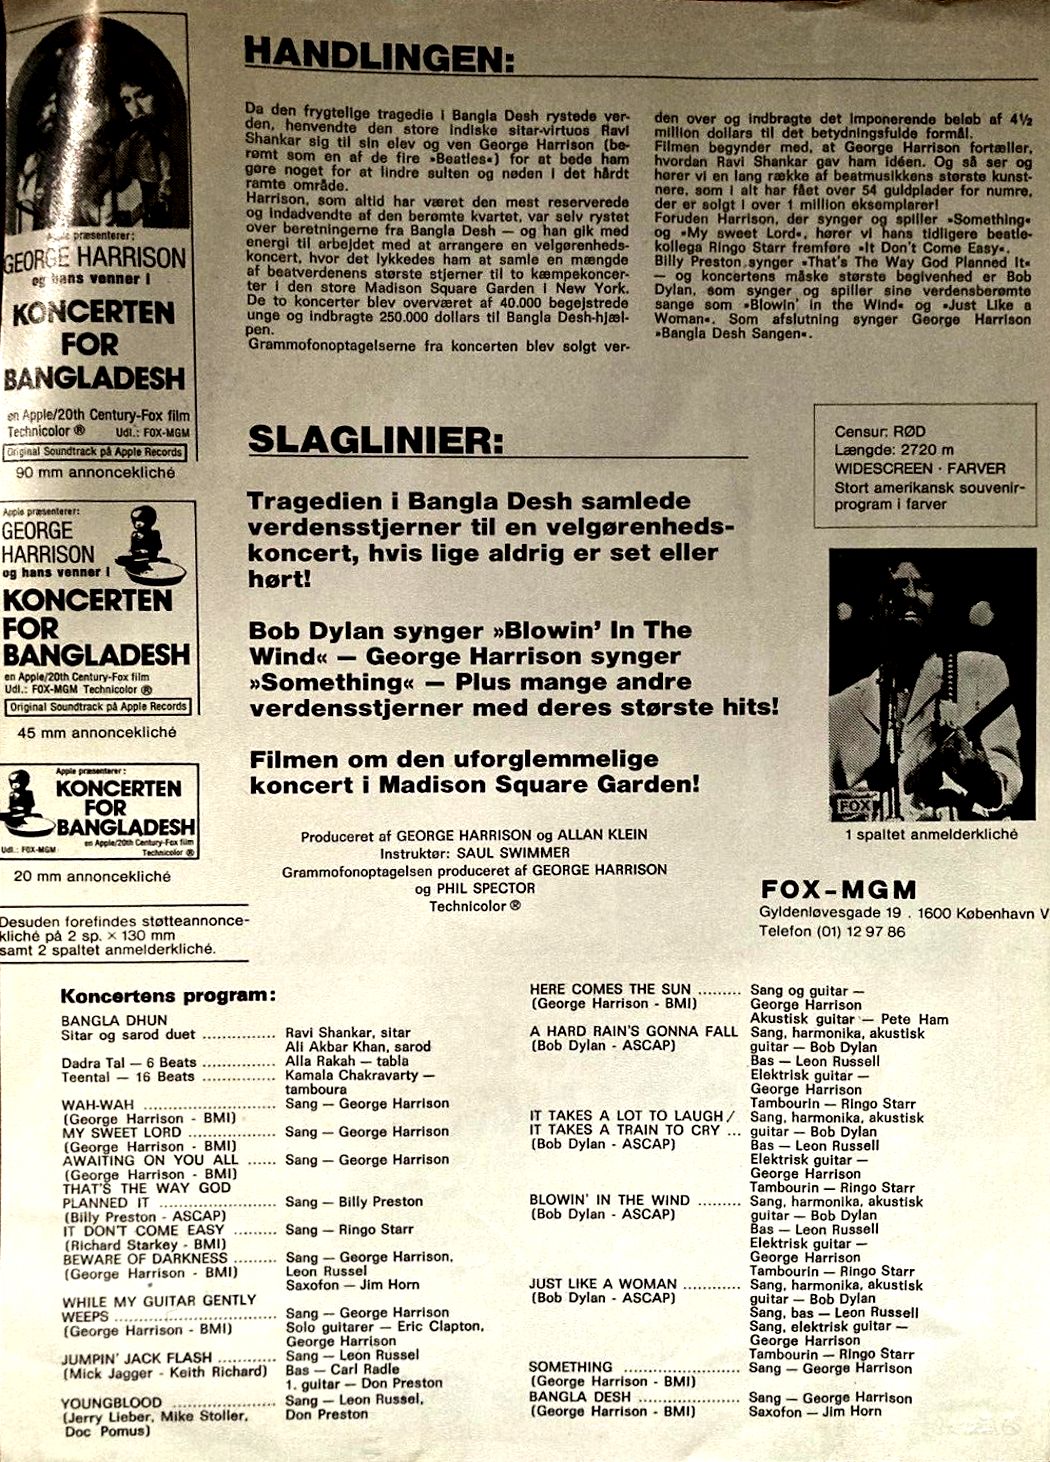 Apple præsenterer:
GEORGE HARRISON
og hans venner i
KONCERTEN
FOR
BANGLADESH
en Apple/20th Century-Fox film
Technicolor ® Udl.: FOX-MGM
Original Soundtrack på Apple Records
90 mm annoncekliché
Apple præsenterer:
GEORGE
HARRISON
og hans venner i
KONCERTEN
FOR
BANGLADESH
en Apple/20th Century-Fox film
Udl.: FOX-MGM Technicolor ®
Original Soundtrack på Apple Records
45 mm annoncekliché
Apple præsenterer:
KONCERTEN
FOR
BANGLADESH
en Apple/20th Century-Fox film
Udl.: FOX-MGM Technicolor ®
20 mm annoncekliché
Desuden forefindes støtteannonce-
kliché på 2 sp. × 130 mm
samt 2 spaltet anmelderkliché.
HANDLINGEN:
Da den frygtelige tragedie i Bangla Desh rystede ver-
den, henvendte den store indiske sitar-virtuos Ravi
Shankar sig til sin elev og ven George Harrison (be-
rømt som en af de fire »Beatles«) for at bede ham
gøre noget for at lindre sulten og nøden i det hårdt
ramte område.
Harrison, som altid har været den mest reserverede
og indadvendte af den berømte kvartet, var selv rystet
over beretningerne fra Bangla Desh — og han gik med
energi til arbejdet med at arrangere en velgørenheds-
koncert, hvor det lykkedes ham at samle en mængde
af beatverdenens største stjerner til to kæmpekoncer-
ter i den store Madison Square Garden i New York.
De to koncerter blev overværet af 40.000 begejstrede
unge og indbragte 250.000 dollars til Bangla Desh-hjæl-
pen.
Grammofonoptagelserne fra koncerten blev solgt ver-
den over og indbragte det imponerende beløb af 4½
million dollars til det betydningsfulde formål.
Filmen begynder med, at George Harrison fortæller,
hvordan Ravi Shankar gav ham idéen. Og så ser og
hører vi en lang række af beatmusikkens største kunst-
nere, som i alt har fået over 54 guldplader for numre,
der er solgt i over 1 million eksemplarer!
Foruden Harrison, der synger og spiller »Something«
og »My sweet Lord«, hører vi hans tidligere beatle-
kollega Ringo Starr fremføre »It Don't Come Easy«.
Billy Preston synger »That's The Way God Planned It«
— og koncertens måske største begivenhed er Bob
Dylan, som synger og spiller sine verdensberømte
sange som »Blowin' in the Wind« og »Just Like a
Woman«. Som afslutning synger George Harrison
»Bangla Desh Sangen«.
SLAGLINIER:
Tragedien i Bangla Desh samlede
verdensstjerner til en velgørenheds-
koncert, hvis lige aldrig er set eller
hørt!
Bob Dylan synger »Blowin' In The
Wind« — George Harrison synger
»Something« — Plus mange andre
verdensstjerner med deres største hits!
Filmen om den uforglemmelige
koncert i Madison Square Garden!
Produceret af GEORGE HARRISON og ALLAN KLEIN
Instruktør: SAUL SWIMMER
Grammofonoptagelsen produceret af GEORGE HARRISON
og PHIL SPECTOR
Technicolor ®
Censur: RØD
Længde: 2720 m
WIDESCREEN · FARVER
Stort amerikansk souvenir-
program i farver
FOX
1 spaltet anmelderkliché
FOX-MGM
Gyldenløvesgade 19 . 1600 København V
Telefon (01) 12 97 86
Koncertens program:
BANGLA DHUN
Sitar og sarod duet .............. Ravi Shankar, sitar
Ali Akbar Khan, sarod
Dadra Tal — 6 Beats .............. Alla Rakah — tabla
Teental — 16 Beats .............. Kamala Chakravarty —
tamboura
WAH-WAH .......................... Sang — George Harrison
(George Harrison - BMI)
MY SWEET LORD ................. Sang — George Harrison
(George Harrison - BMI)
AWAITING ON YOU ALL ...... Sang — George Harrison
(George Harrison - BMI)
THAT'S THE WAY GOD
PLANNED IT ...................... Sang — Billy Preston
(Billy Preston - ASCAP)
IT DON'T COME EASY ......... Sang — Ringo Starr
(Richard Starkey - BMI)
BEWARE OF DARKNESS ......... Sang — George Harrison,
(George Harrison - BMI) Leon Russel
Saxofon — Jim Horn
WHILE MY GUITAR GENTLY
WEEPS ................................ Sang — George Harrison
(George Harrison - BMI) Solo guitarer — Eric Clapton,
George Harrison
JUMPIN' JACK FLASH ............ Sang — Leon Russel
(Mick Jagger - Keith Richard) Bas — Carl Radle
1. guitar — Don Preston
YOUNGBLOOD ..................... Sang — Leon Russel,
(Jerry Lieber, Mike Stoller, Don Preston
Doc Pomus)
HERE COMES THE SUN ......... Sang og guitar —
(George Harrison - BMI) George Harrison
Akustisk guitar — Pete Ham
A HARD RAIN'S GONNA FALL Sang, harmonika, akustisk
(Bob Dylan - ASCAP) guitar — Bob Dylan
Bas — Leon Russell
Elektrisk guitar —
George Harrison
Tambourin — Ringo Starr
IT TAKES A LOT TO LAUGH/ Sang, harmonika, akustisk
IT TAKES A TRAIN TO CRY ... guitar — Bob Dylan
(Bob Dylan - ASCAP) Bas — Leon Russell
Elektrisk guitar —
George Harrison
Tambourin — Ringo Starr
BLOWIN' IN THE WIND ......... Sang, harmonika, akustisk
(Bob Dylan - ASCAP) guitar — Bob Dylan
Bas — Leon Russell
Elektrisk guitar —
George Harrison
Tambourin — Ringo Starr
JUST LIKE A WOMAN ............ Sang, harmonika, akustisk
(Bob Dylan - ASCAP) guitar — Bob Dylan
Sang, bas — Leon Russell
Sang, elektrisk guitar —
George Harrison
Tambourin — Ringo Starr
SOMETHING ........................ Sang — George Harrison
(George Harrison - BMI)
BANGLA DESH ..................... Sang — George Harrison
(George Harrison - BMI) Saxofon — Jim Horn